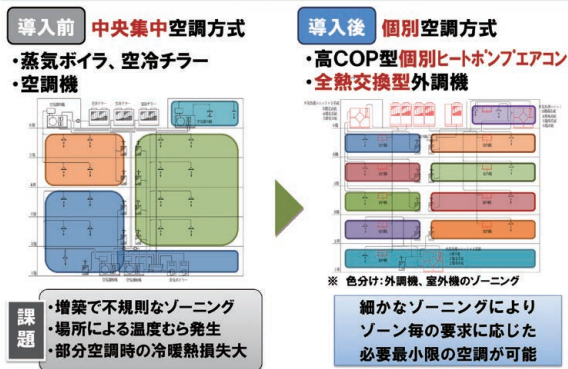 導入前 中央集中空調方式
・蒸気ボイラ、空冷チラー
・空調機
課題
・増築で不規則なゾーニング
・場所による温度むら発生
・部分空調時の冷暖熱損失大
導入後 個別空調方式
・高COP型個別ヒートポンプエアコン
・全熱交換型外調機
※ 色分け:外調機、室外機のゾーニング
細かなゾーニングにより
ゾーン毎の要求に応じた
必要最小限の空調が可能